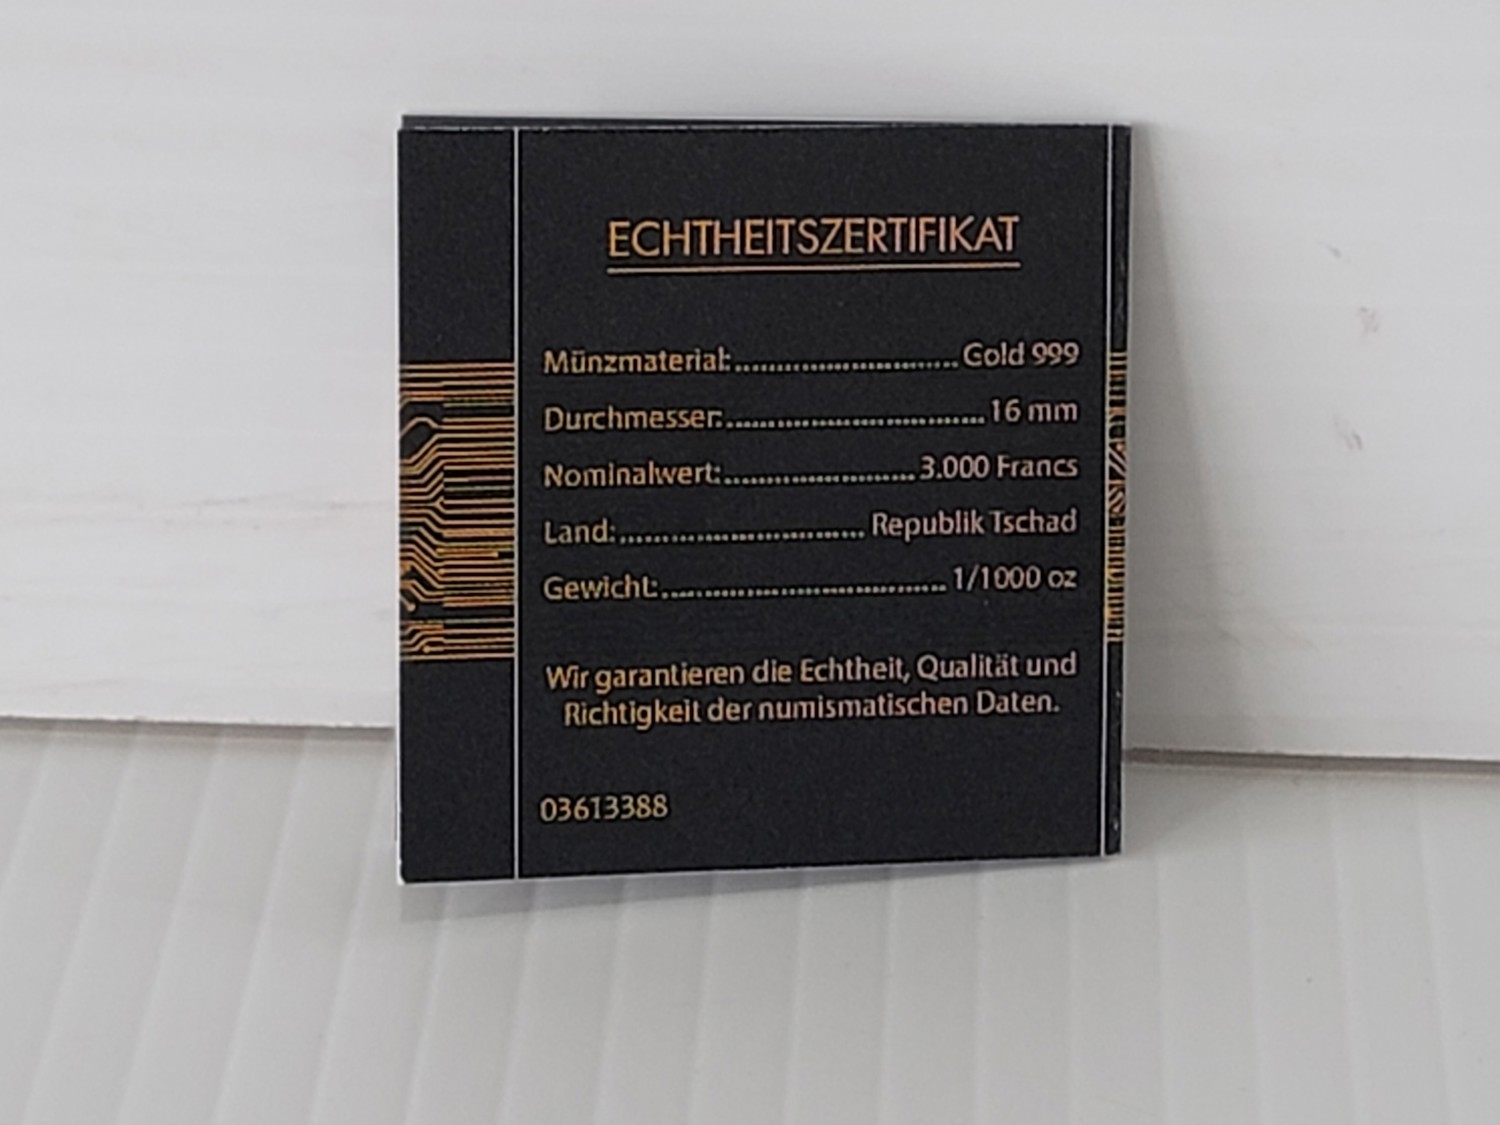 ECHTHEITSZERTIFIKAT
Münzmaterial:..............................Gold 999
Durchmesser:..................................16 mm
Nominalwert:.........................3.000 Francs
Land:................................Republik Tschad
Gewicht:.....................................1/1000 oz
Wir garantieren die Echtheit, Qualität und
Richtigkeit der numismatischen Daten.
03613388